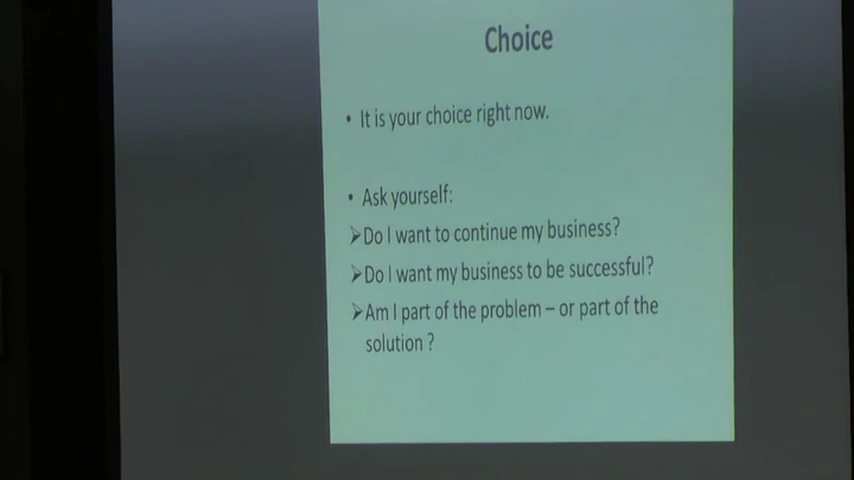 Choice
• It is your choice right now.
• Ask yourself:
➢Do I want to continue my business?
➢Do I want my business to be successful?
➢Am I part of the problem – or part of the
solution ?